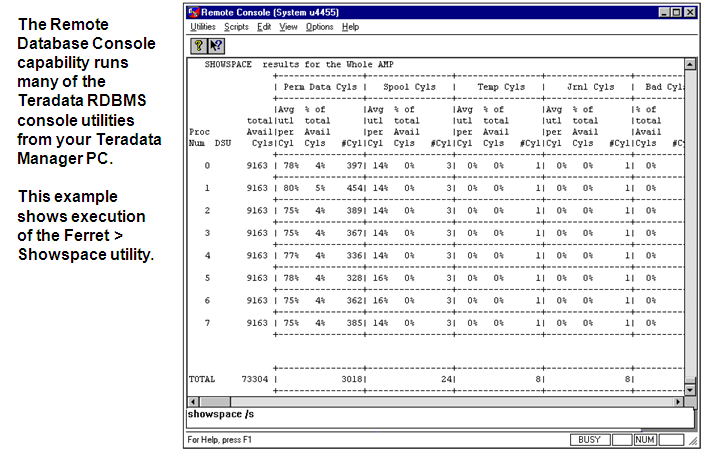 The Remote
Database Console
capability runs
many of the
Teradata RDBMS
console utilities
from your Teradata
Manager PC.
This example
shows execution
of the Ferret >
Showspace utility.
Remote Console (System u4455)
Utilities Scripts Edit View Options Help
SHOWSPACE results for the Whole AMP
| Perm Data Cyls | Spool Cyls | Temp Cyls | Jrnl Cyls | Bad Cyl
|Avg % of |Avg % of |Avg % of |Avg % of |% of
total|utl total |utl total |utl total |utl total |total
Proc Avail|per Avail |per Avail |per Avail |per Avail |Avail
Num DSU Cyls|Cyl Cyls #Cyl|Cyl Cyls #Cyl|Cyl Cyls #Cyl|Cyl Cyls #Cyl|Cyls #C
0 9163 | 78% 4% 397| 14% 0% 3| 0% 0% 1| 0% 0% 1| 0%
1 9163 | 80% 5% 454| 14% 0% 3| 0% 0% 1| 0% 0% 1| 0%
2 9163 | 75% 4% 389| 14% 0% 3| 0% 0% 1| 0% 0% 1| 0%
3 9163 | 75% 4% 367| 14% 0% 3| 0% 0% 1| 0% 0% 1| 0%
4 9163 | 77% 4% 336| 14% 0% 3| 0% 0% 1| 0% 0% 1| 0%
5 9163 | 78% 4% 328| 16% 0% 3| 0% 0% 1| 0% 0% 1| 0%
6 9163 | 75% 4% 362| 16% 0% 3| 0% 0% 1| 0% 0% 1| 0%
7 9163 | 75% 4% 385| 14% 0% 3| 0% 0% 1| 0% 0% 1| 0%
TOTAL 73304 | 3018| 24| 8| 8|
showspace /s
For Help, press F1 BUSY NUM